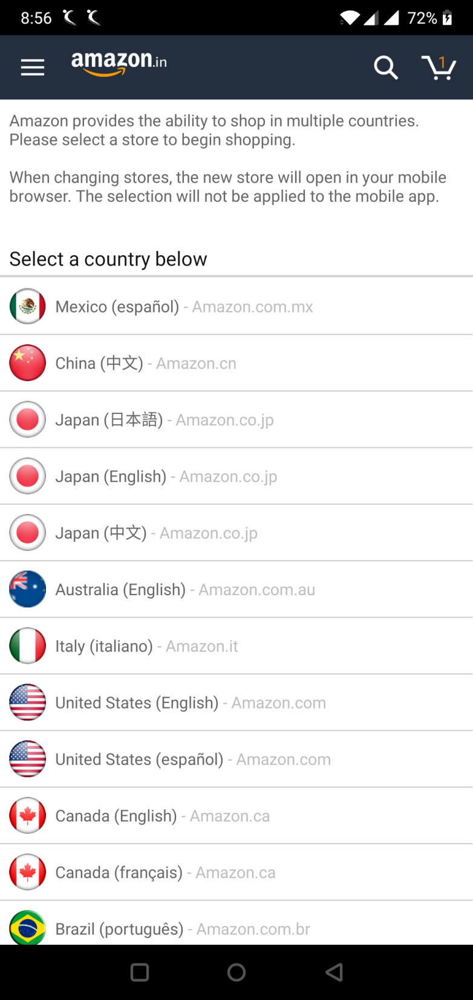 8:56
72%
amazon.in
1
Amazon provides the ability to shop in multiple countries.
Please select a store to begin shopping.
When changing stores, the new store will open in your mobile
browser. The selection will not be applied to the mobile app.
Select a country below
Mexico (español) - Amazon.com.mx
China (中文) - Amazon.cn
Japan (日本語) - Amazon.co.jp
Japan (English) - Amazon.co.jp
Japan (中文) - Amazon.co.jp
Australia (English) - Amazon.com.au
Italy (italiano) - Amazon.it
United States (English) - Amazon.com
United States (español) - Amazon.com
Canada (English) - Amazon.ca
Canada (français) - Amazon.ca
Brazil (português) - Amazon.com.br